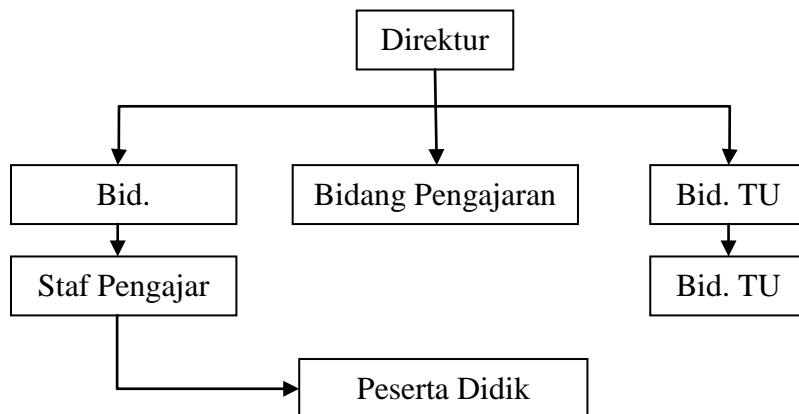 Direktur
Bid.
Bidang Pengajaran
Bid. TU
Staf Pengajar
Bid. TU
Peserta Didik